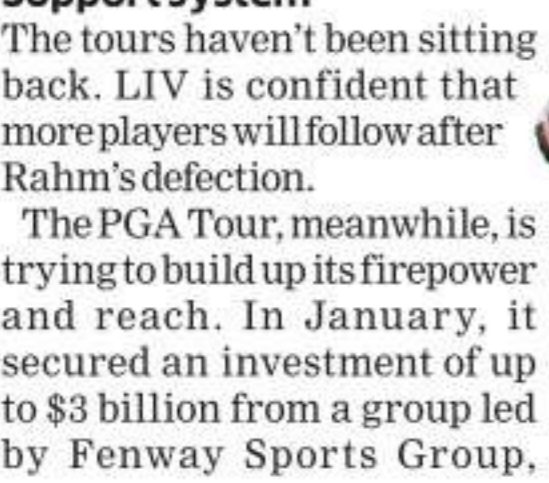 Support system
The tours haven't been sitting
back. LIV is confident that
more players will follow after
Rahm's defection.
The PGA Tour, meanwhile, is
trying to build up its firepower
and reach. In January, it
secured an investment of up
to $3 billion from a group led
by Fenway Sports Group,